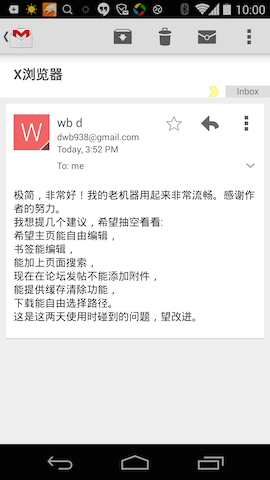 10:00
X浏览器
Inbox
W
wb d
dwb938@gmail.com
Today, 3:52 PM
To: me
极简，非常好！我的老机器用起来非常流畅。感谢作
者的努力。
我想提几个建议，希望抽空看看:
希望主页能自由编辑，
书签能编辑，
能加上页面搜索，
现在在论坛发帖不能添加附件，
能提供缓存清除功能，
下载能自由选择路径。
这是这两天使用时碰到的问题，望改进。